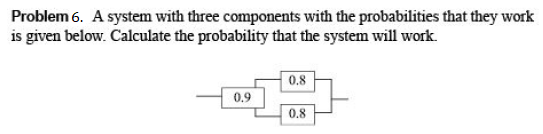 Problem 6. A system with three components with the probabilities that they work
is given below. Calculate the probability that the system will work.
0.8
0.9
0.8